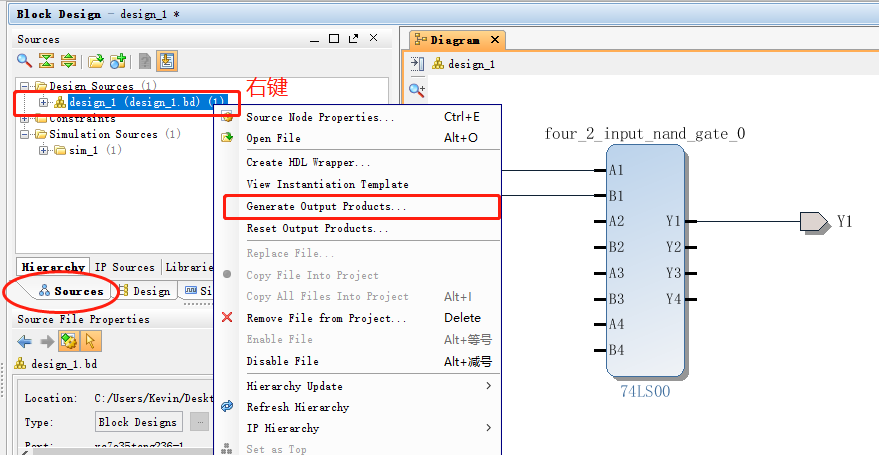 Block Design - design_1 *
Sources
Design Sources (1)
design_1 (design_1.bd) (1)
Constraints
Simulation Sources (1)
sim_1 (1)
Hierarchy IP Sources Librarie
Sources Design Si
Source File Properties
design_1.bd
Location: C:/Users/Kevin/Deskt
Type: Block Designs ...
右键
Source Node Properties... Ctrl+E
Open File Alt+O
Create HDL Wrapper...
View Instantiation Template
Generate Output Products...
Reset Output Products...
Replace File...
Copy File Into Project
Copy All Files Into Project Alt+I
Remove File from Project... Delete
Enable File Alt+等号
Disable File Alt+减号
Hierarchy Update
Refresh Hierarchy
IP Hierarchy
Set as Top
Diagram
design_1
four_2_input_nand_gate_0
A1
B1
A2 Y1 Y1
B2 Y2
A3 Y3
B3 Y4
A4
B4
74LS00